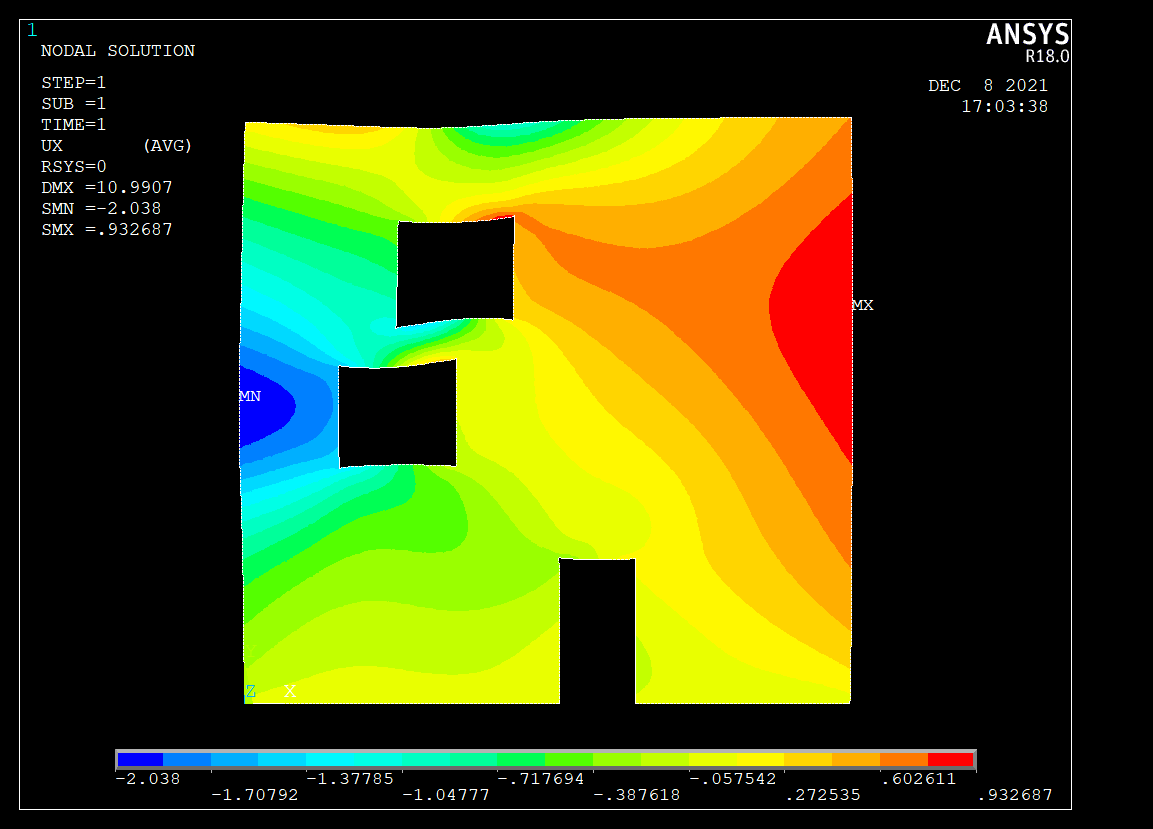 1
ANSYS
R18.0
NODAL SOLUTION
STEP=1
SUB =1
TIME=1
UX (AVG)
RSYS=0
DMX =10.9907
SMN =-2.038
SMX =.932687
DEC 8 2021
17:03:38
MX
MN
Z X
-2.038 -1.37785 -.717694 -.057542 .602611
-1.70792 -1.04777 -.387618 .272535 .932687